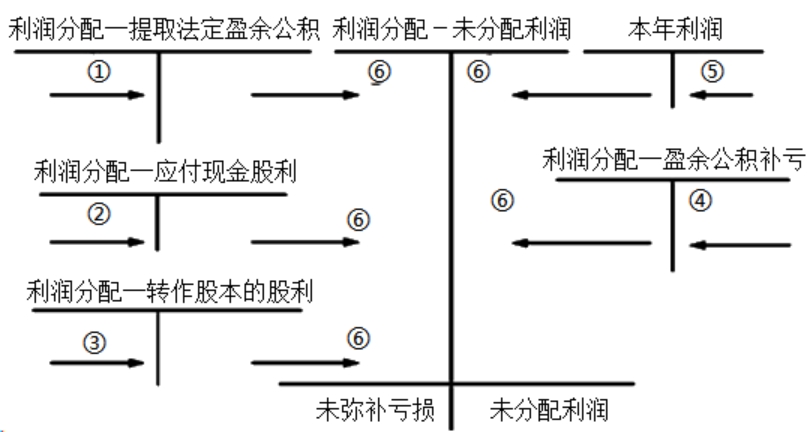 利润分配一提取法定盈余公积 利润分配－未分配利润 本年利润
① ⑥ ⑥ ⑤
利润分配一应付现金股利 利润分配一盈余公积补亏
② ⑥ ⑥ ④
利润分配一转作股本的股利
③ ⑥
未弥补亏损 未分配利润